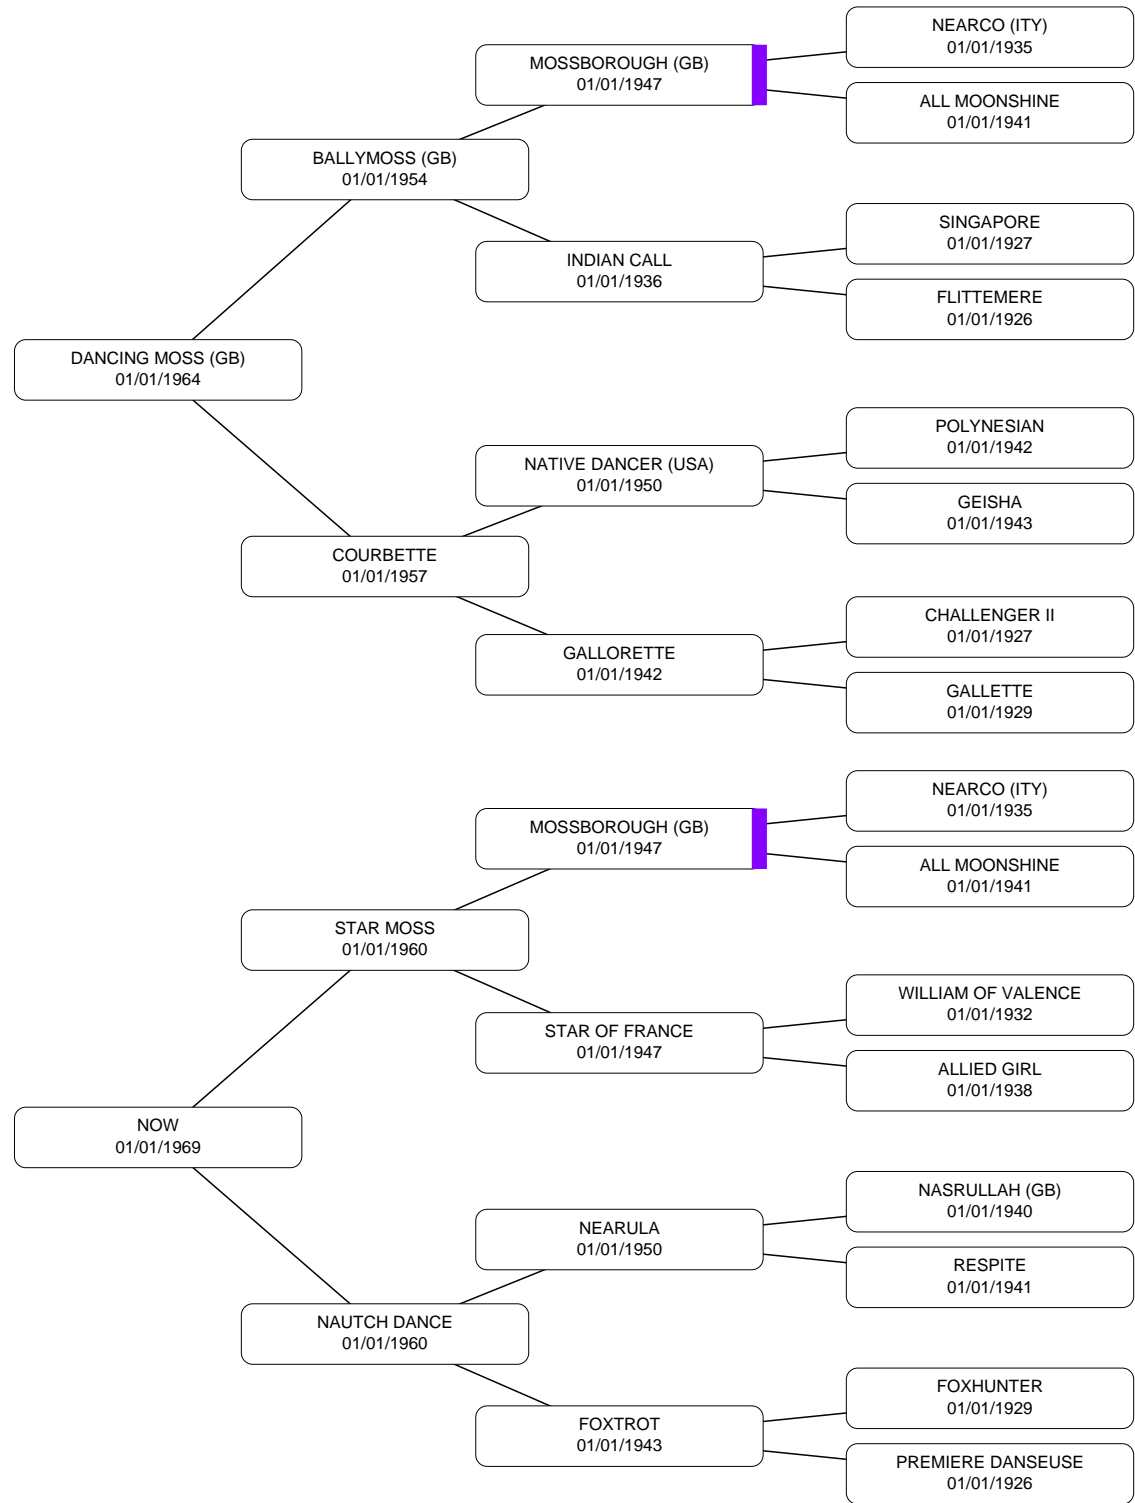 NEARCO (ITY)
01/01/1935
MOSSBOROUGH (GB)
01/01/1947
ALL MOONSHINE
01/01/1941
BALLYMOSS (GB)
01/01/1954
SINGAPORE
01/01/1927
INDIAN CALL
01/01/1936
FLITTEMERE
01/01/1926
DANCING MOSS (GB)
01/01/1964
POLYNESIAN
01/01/1942
NATIVE DANCER (USA)
01/01/1950
GEISHA
01/01/1943
COURBETTE
01/01/1957
CHALLENGER II
01/01/1927
GALLORETTE
01/01/1942
GALLETTE
01/01/1929
NEARCO (ITY)
01/01/1935
MOSSBOROUGH (GB)
01/01/1947
ALL MOONSHINE
01/01/1941
STAR MOSS
01/01/1960
WILLIAM OF VALENCE
01/01/1932
STAR OF FRANCE
01/01/1947
ALLIED GIRL
01/01/1938
NOW
01/01/1969
NASRULLAH (GB)
01/01/1940
NEARULA
01/01/1950
RESPITE
01/01/1941
NAUTCH DANCE
01/01/1960
FOXHUNTER
01/01/1929
FOXTROT
01/01/1943
PREMIERE DANSEUSE
01/01/1926